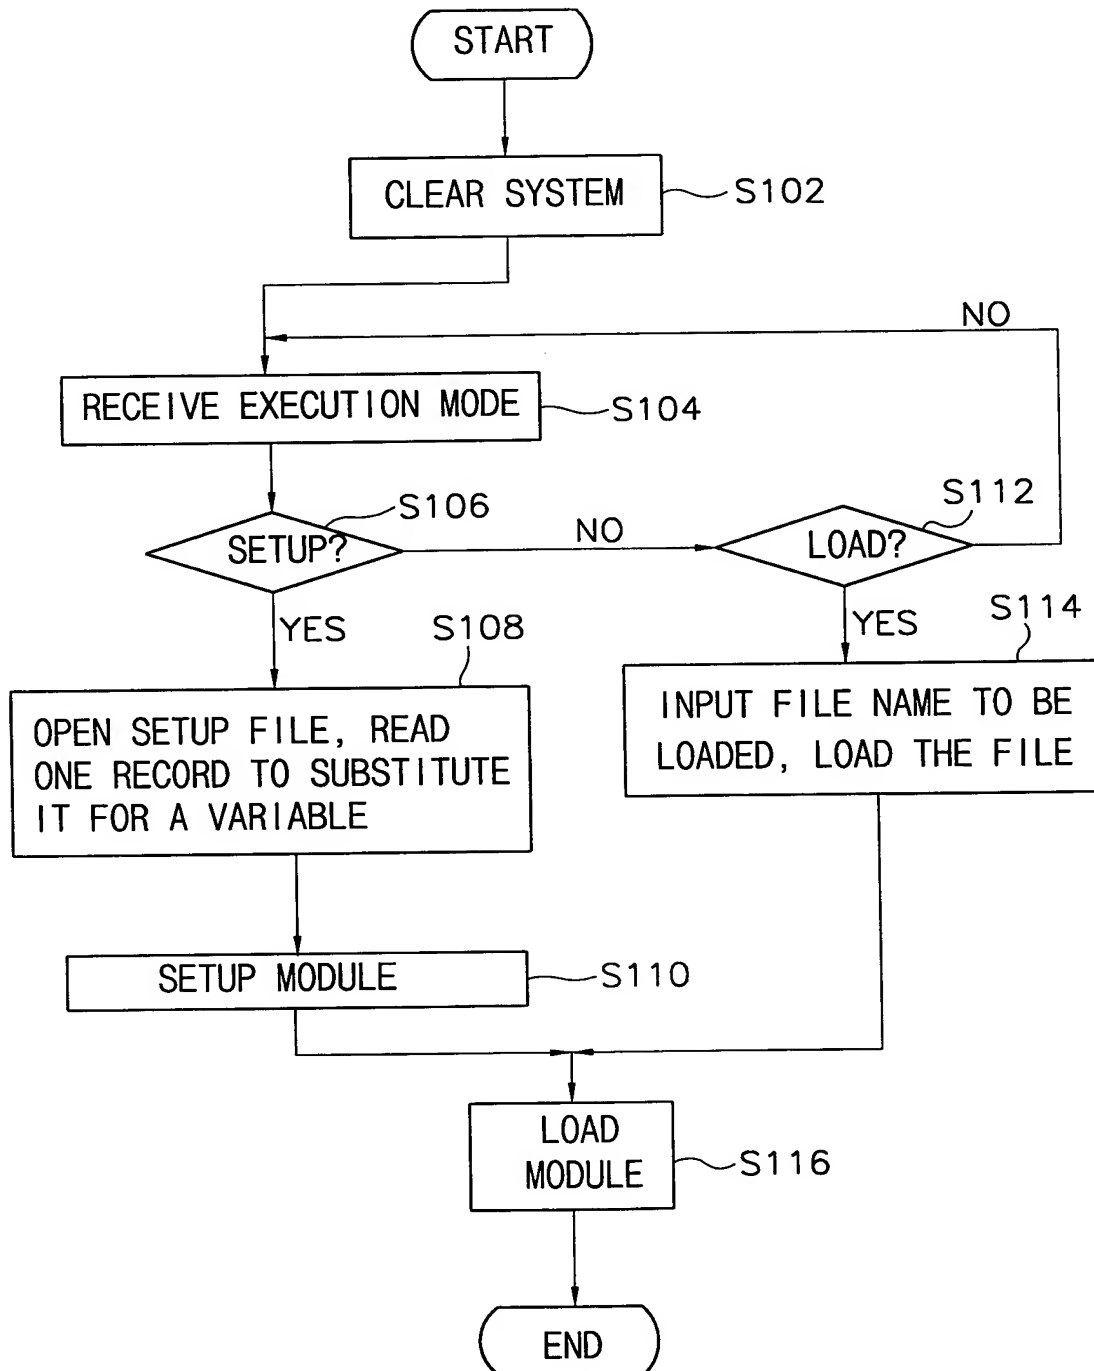 START
CLEAR SYSTEM
S102
NO
RECEIVE EXECUTION MODE
S104
S106
SETUP?
NO
S112
LOAD?
YES
S108
YES
S114
OPEN SETUP FILE, READ
ONE RECORD TO SUBSTITUTE
IT FOR A VARIABLE
INPUT FILE NAME TO BE
LOADED, LOAD THE FILE
SETUP MODULE
S110
LOAD
MODULE
S116
END